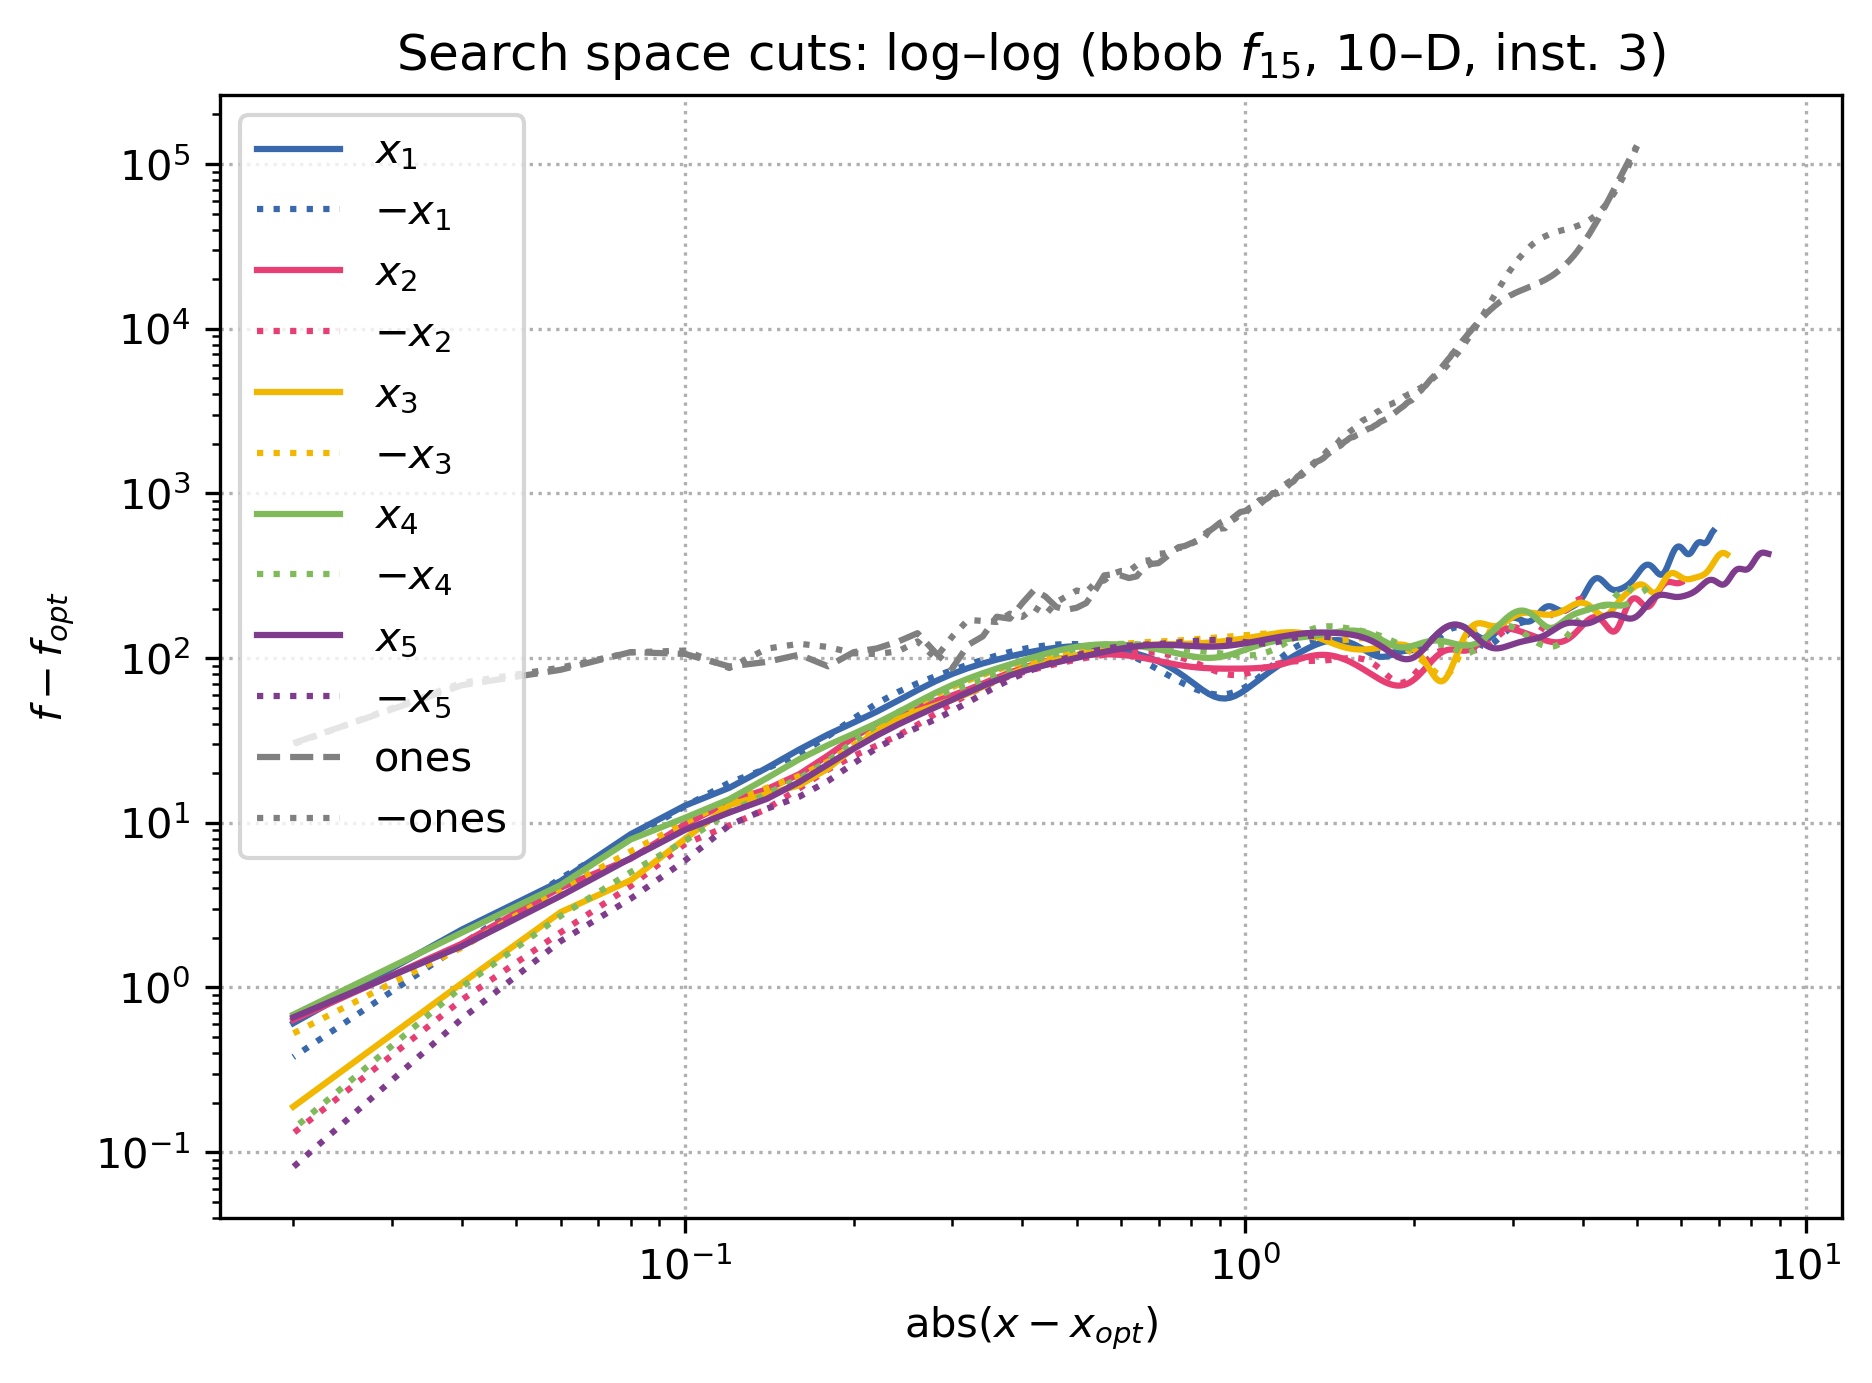 Search space cuts: log–log (bbob f15, 10–D, inst. 3)
f − fopt
10^5
10^4
10^3
10^2
10^1
10^0
10^−1
x1
−x1
x2
−x2
x3
−x3
x4
−x4
x5
−x5
ones
−ones
10^−1
10^0
10^1
abs(x − xopt)